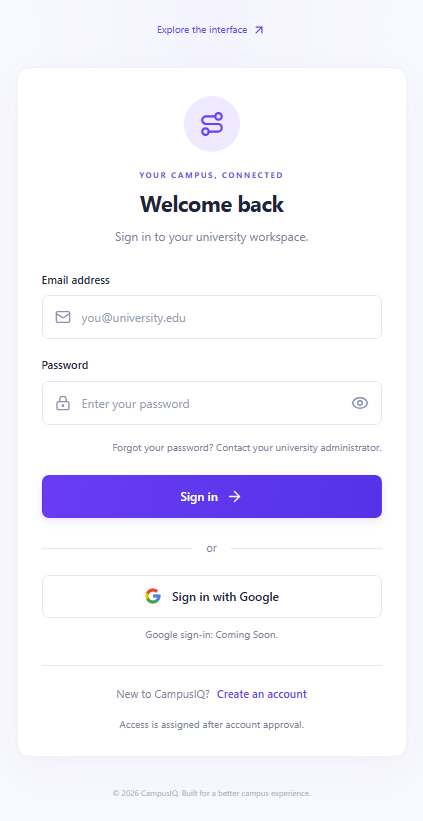 Explore the interface
YOUR CAMPUS, CONNECTED
Welcome back
Sign in to your university workspace.
Email address
you@university.edu
Password
Enter your password
Forgot your password? Contact your university administrator.
Sign in
or
Sign in with Google
Google sign-in: Coming Soon.
New to CampusIQ? Create an account
Access is assigned after account approval.
© 2026 CampusIQ. Built for a better campus experience.